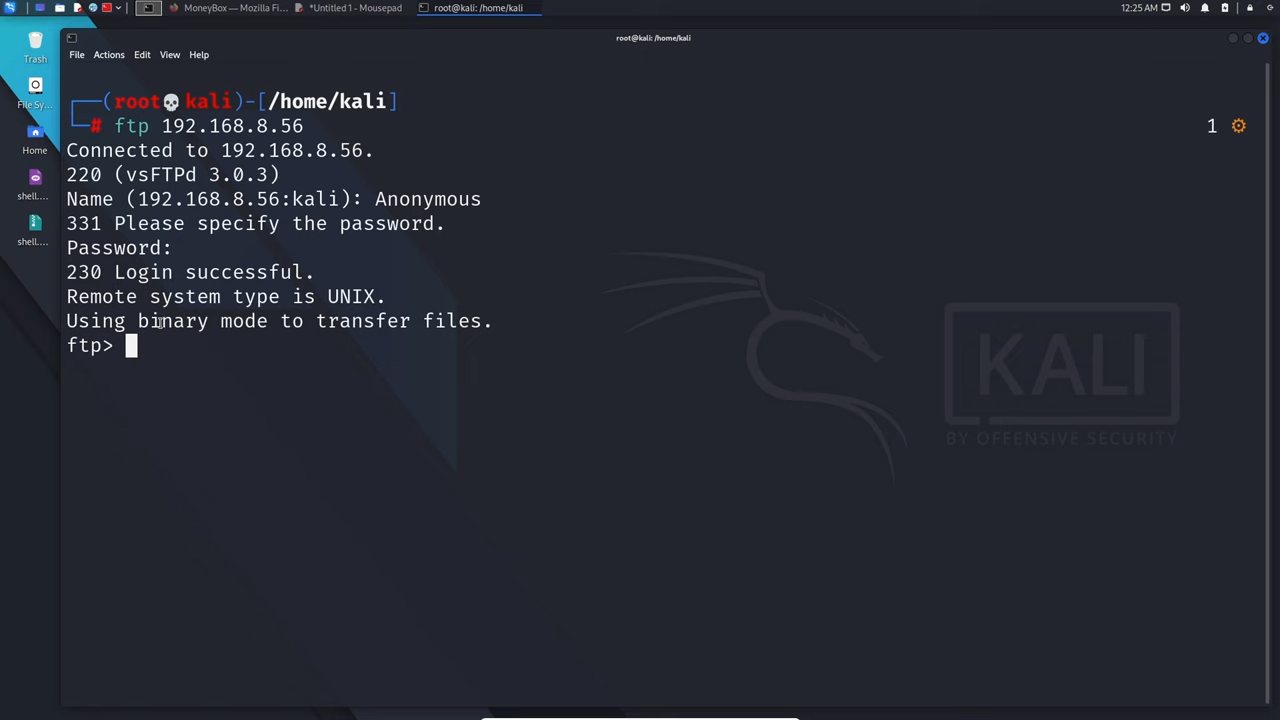 MoneyBox — Mozilla Fi...
*Untitled 1 - Mousepad
root@kali: /home/kali
12:25 AM
root@kali: /home/kali
File Actions Edit View Help
Trash
File Sy...
Home
shell....
shell....
┌──(root💀kali)-[/home/kali]
└─# ftp 192.168.8.56
1
Connected to 192.168.8.56.
220 (vsFTPd 3.0.3)
Name (192.168.8.56:kali): Anonymous
331 Please specify the password.
Password:
230 Login successful.
Remote system type is UNIX.
Using binary mode to transfer files.
ftp>
KALI
BY OFFENSIVE SECURITY